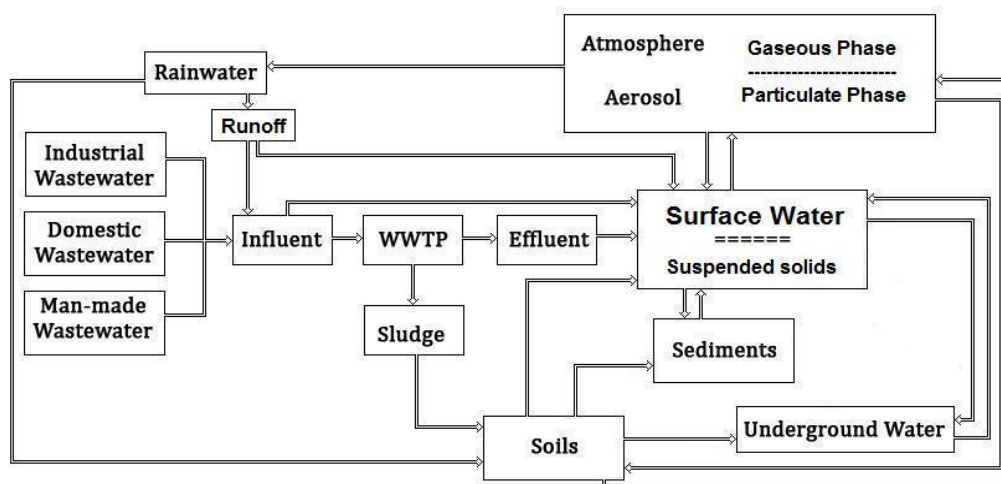 Atmosphere
Gaseous Phase
Aerosol
Particulate Phase
Rainwater
Runoff
Industrial
Wastewater
Domestic
Wastewater
Man-made
Wastewater
Influent
WWTP
Effluent
Surface Water
======
Suspended solids
Sludge
Sediments
Soils
Underground Water